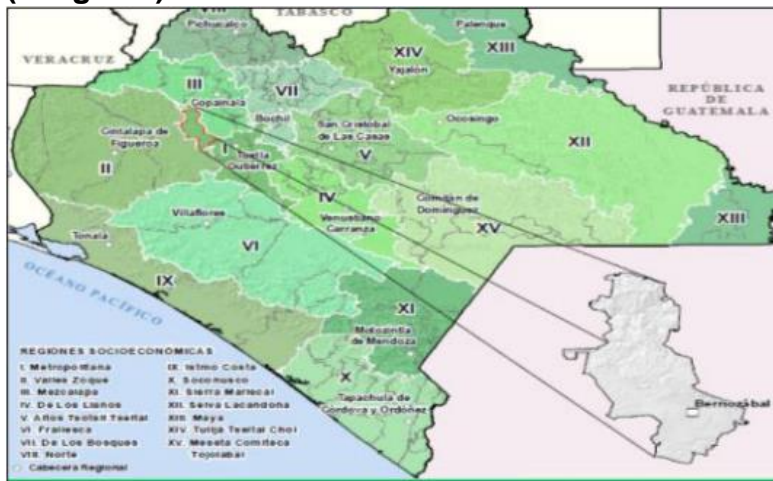 TABASCO
VIII
Pichucalco
Palenque
VERACRUZ
XIV
XIII
Yajalón
III
VII
REPÚBLICA
DE
GUATEMALA
Copainalá
Bochil
San Cristóbal
de Las Casas
Ocosingo
Cintalapa de
Figueroa
I
Tuxtla
Gutiérrez
V
XII
II
IV
Comitán de
Domínguez
Villaflores
Venustiano
Carranza
XV
XIII
Tonalá
VI
OCÉANO PACÍFICO
IX
XI
Motozintla
de Mendoza
REGIONES SOCIOECONÓMICAS
I. Metropolitana
II. Valles Zoque
III. Mezcalapa
IV. De Los Llanos
V. Altos Tsotsil Tseltal
VI. Frailesca
VII. De Los Bosques
VIII. Norte
Cabecera Regional
IX. Istmo Costa
X. Soconusco
XI. Sierra Mariscal
XII. Selva Lacandona
XIII. Maya
XIV. Tulijá Tseltal Chol
XV. Meseta Comiteca
Tojolabal
X
Tapachula de
Córdova y Ordóñez
Berriozábal